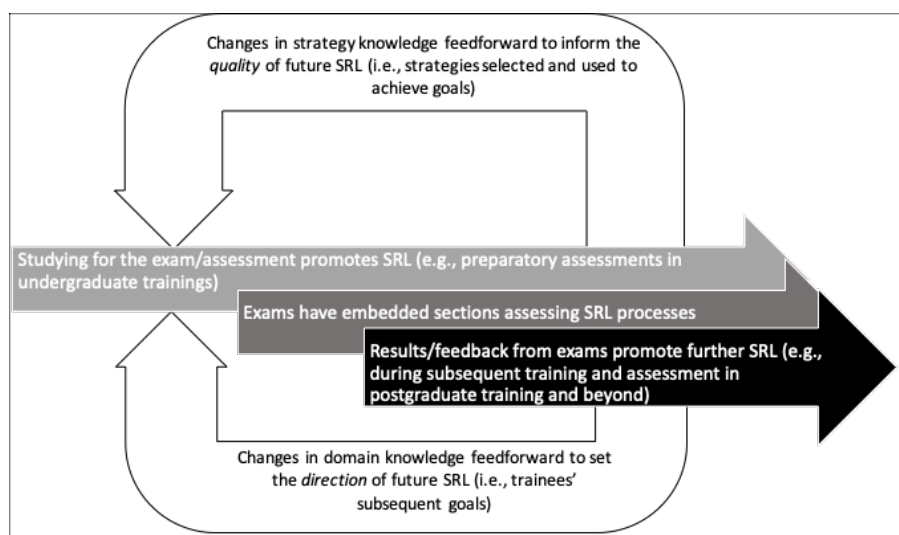 Changes in strategy knowledge feedforward to inform the
quality of future SRL (i.e., strategies selected and used to
achieve goals)
Studying for the exam/assessment promotes SRL (e.g., preparatory assessments in
undergraduate trainings)
Exams have embedded sections assessing SRL processes
Results/feedback from exams promote further SRL (e.g.,
during subsequent training and assessment in
postgraduate training and beyond)
Changes in domain knowledge feedforward to set
the direction of future SRL (i.e., trainees’
subsequent goals)